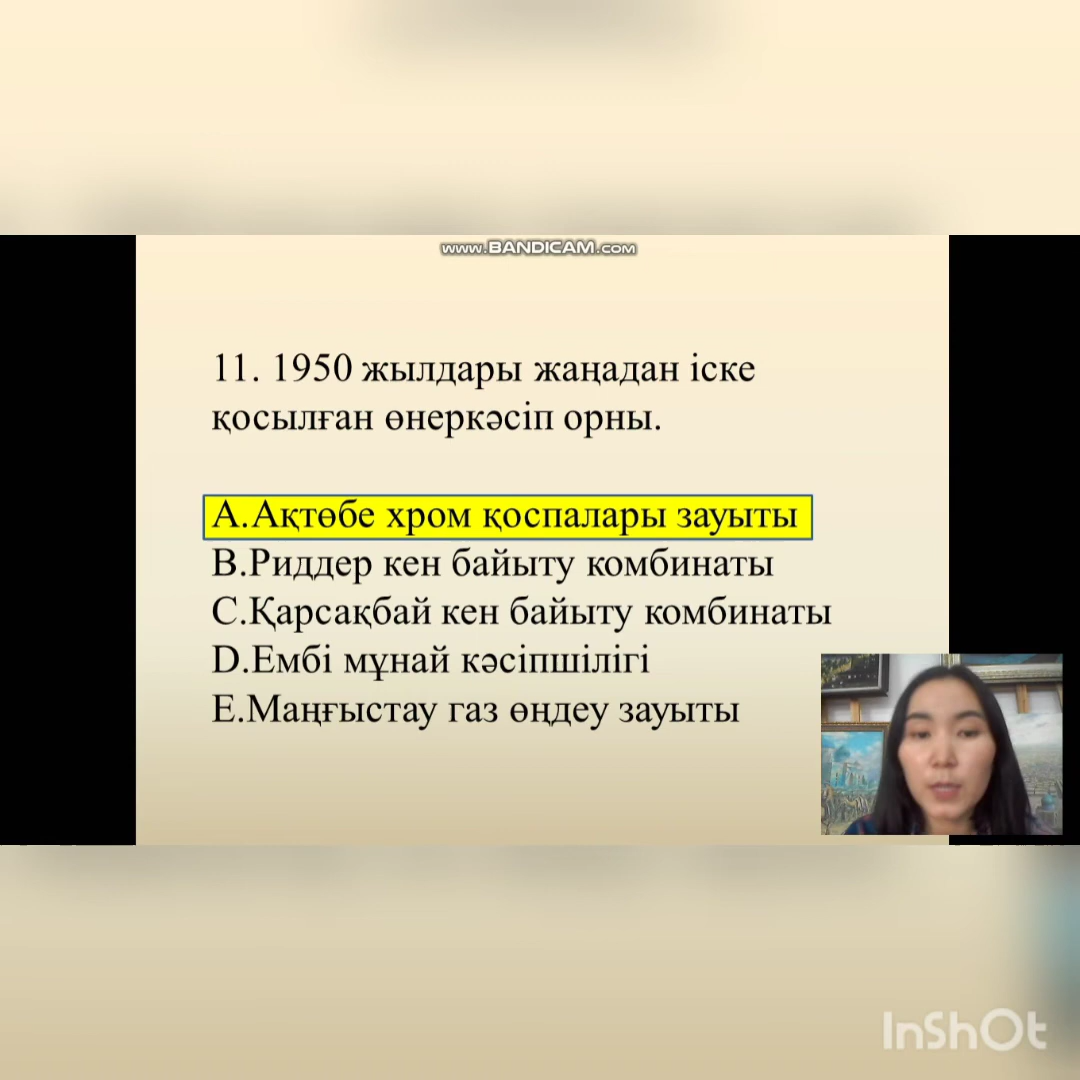 www.BANDICAM.com
11. 1950 жылдары жаңадан іске
қосылған өнеркәсіп орны.
A.Ақтөбе хром қоспалары зауыты
B.Риддер кен байыту комбинаты
C.Қарсақбай кен байыту комбинаты
D.Ембі мұнай кәсіпшілігі
E.Маңғыстау газ өңдеу зауыты
InShOt